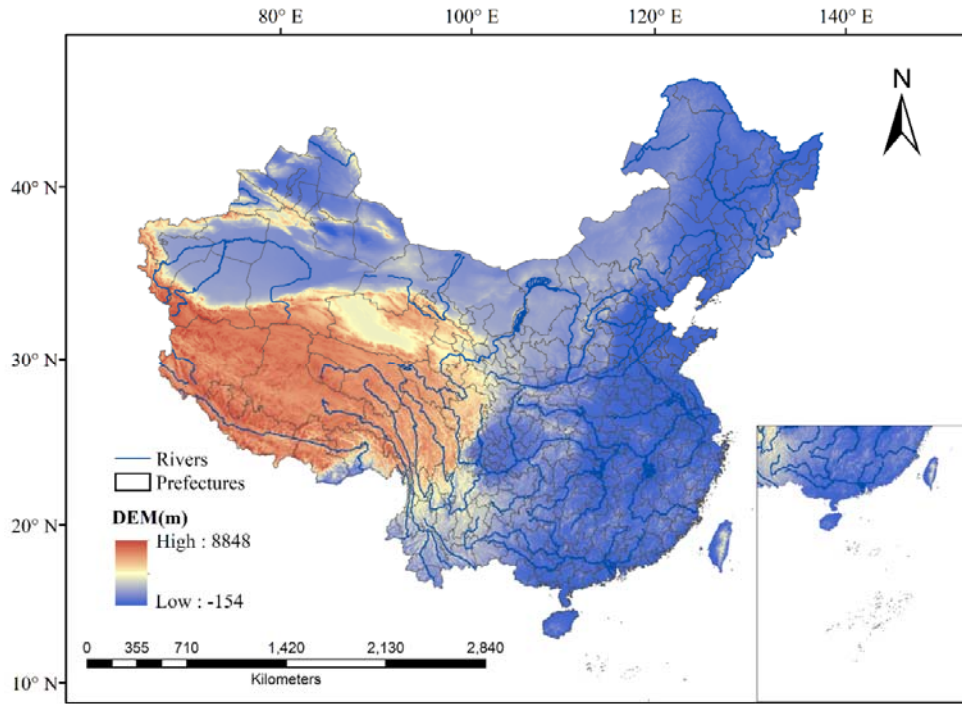 80° E 100° E 120° E 140° E
N
40° N
30° N
Rivers
Prefectures
20° N
DEM(m)
High : 8848
Low : -154
0 355 710 1,420 2,130 2,840
Kilometers
10° N